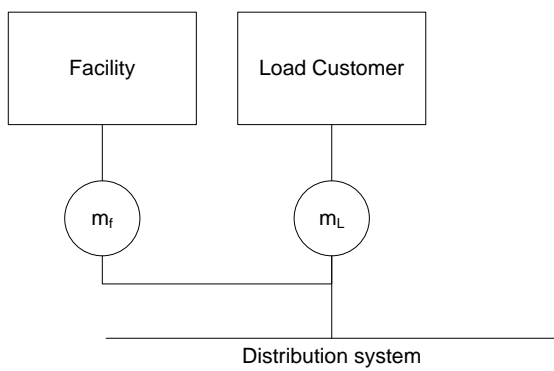 Facility
Load Customer
mf
mL
Distribution system